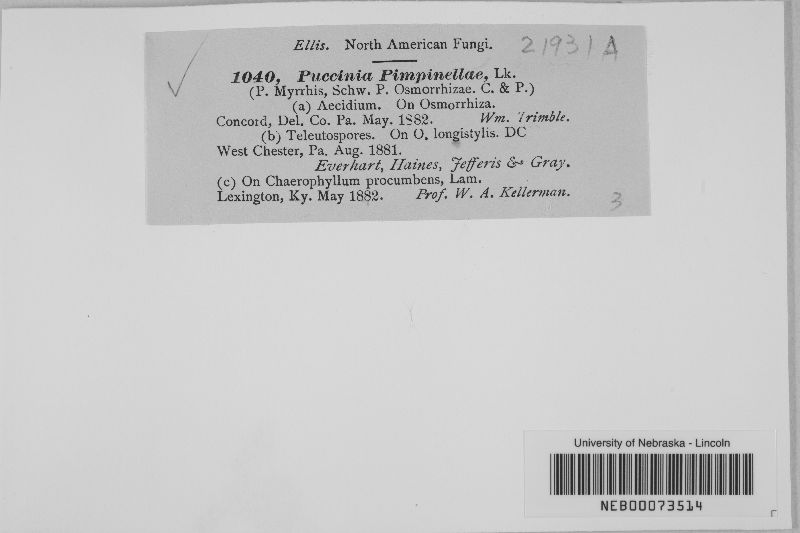 Ellis. North American Fungi. 21931 A
1040, Puccinia Pimpinellae, Lk.
(P. Myrrhis, Schw. P. Osmorrhizae. C. & P.)
(a) Aecidium. On Osmorrhiza.
Concord, Del. Co. Pa. May. 1882. Wm. Trimble.
(b) Teleutospores. On O. longistylis. DC
West Chester, Pa. Aug. 1881.
Everhart, Haines, Jefferis & Gray.
(c) On Chaerophyllum procumbens, Lam.
Lexington, Ky. May 1882. Prof. W. A. Kellerman.
3
University of Nebraska - Lincoln
NEB00073514